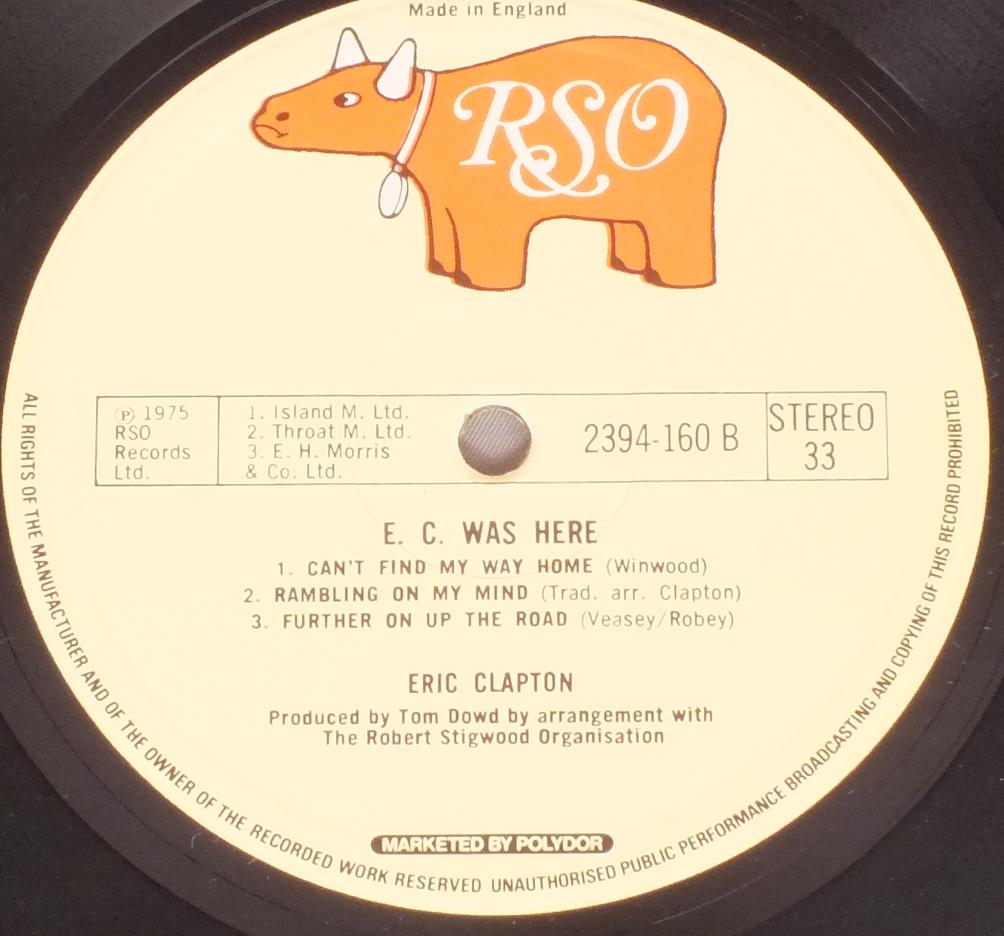 Made in England
RSO
℗ 1975
RSO
Records
Ltd.
1. Island M. Ltd.
2. Throat M. Ltd.
3. E. H. Morris
& Co. Ltd.
2394-160 B
STEREO
33
E. C. WAS HERE
1. CAN'T FIND MY WAY HOME (Winwood)
2. RAMBLING ON MY MIND (Trad. arr. Clapton)
3. FURTHER ON UP THE ROAD (Veasey/Robey)
ERIC CLAPTON
Produced by Tom Dowd by arrangement with
The Robert Stigwood Organisation
MARKETED BY POLYDOR
ALL RIGHTS OF THE MANUFACTURER AND OF THE OWNER OF THE RECORDED WORK RESERVED UNAUTHORISED PUBLIC PERFORMANCE BROADCASTING AND COPYING OF THIS RECORD PROHIBITED